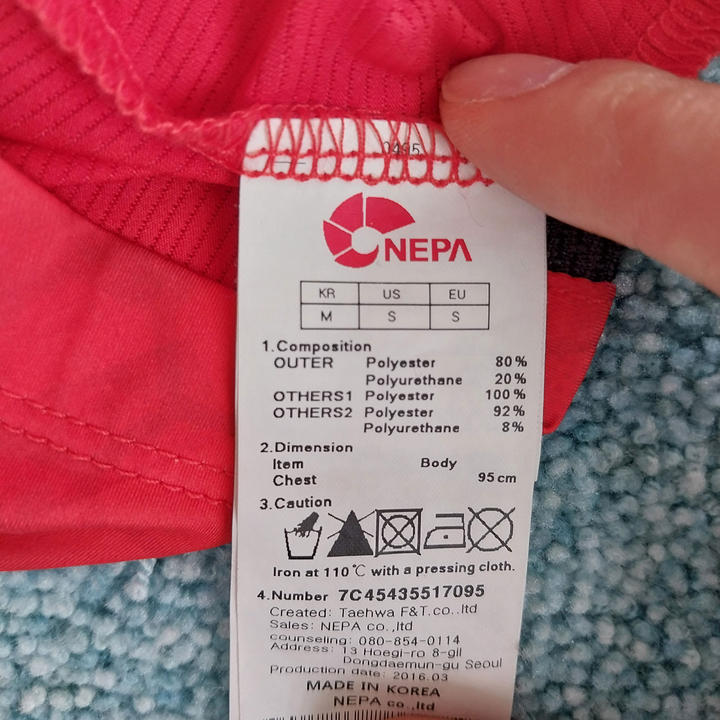 0495
NEPA
KR US EU
M S S
1.Composition
OUTER Polyester 80%
Polyurethane 20%
OTHERS1 Polyester 100%
OTHERS2 Polyester 92%
Polyurethane 8%
2.Dimension
Item Body
Chest 95cm
3.Caution
Iron at 110℃ with a pressing cloth.
4.Number 7C45435517095
Created: Taehwa F&T.co..ltd
Sales: NEPA co.,ltd
counseling: 080-854-0114
Address: 13 Hoegi-ro 8-gil
Dongdaemun-gu Seoul
Production date: 2016.03
MADE IN KOREA
NEPA co.,ltd